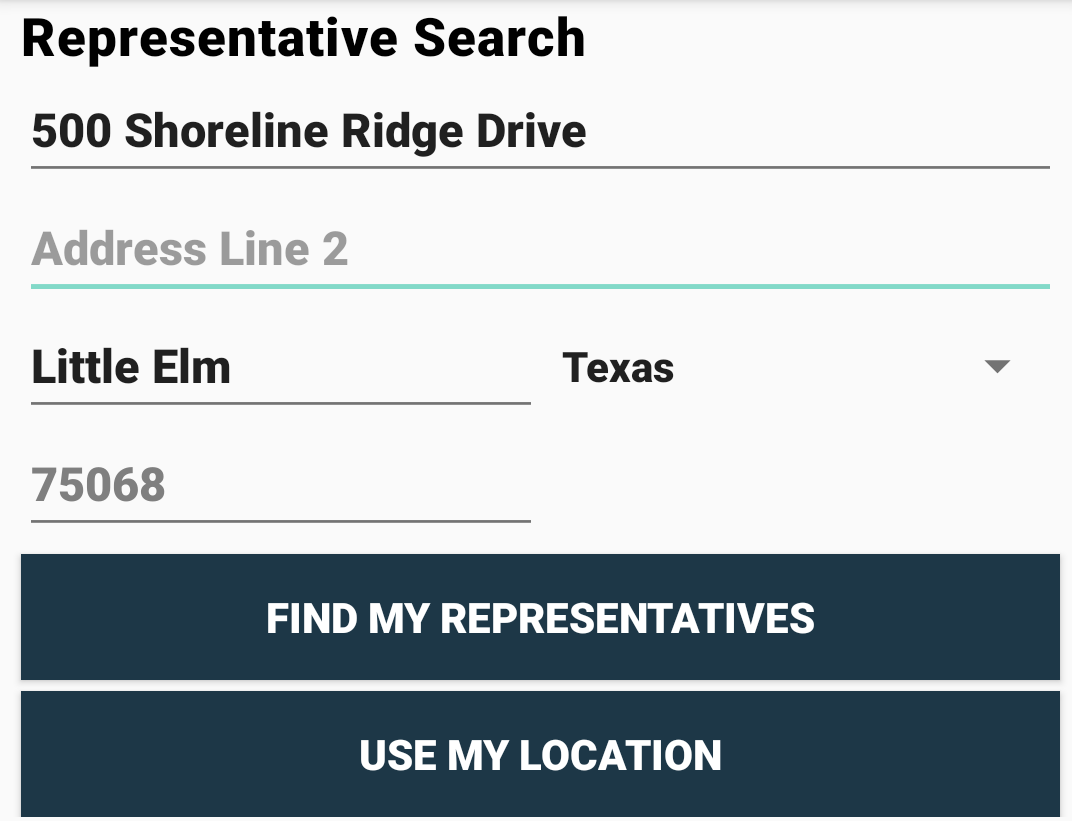 Representative Search
500 Shoreline Ridge Drive
Address Line 2
Little Elm Texas
75068
FIND MY REPRESENTATIVES
USE MY LOCATION